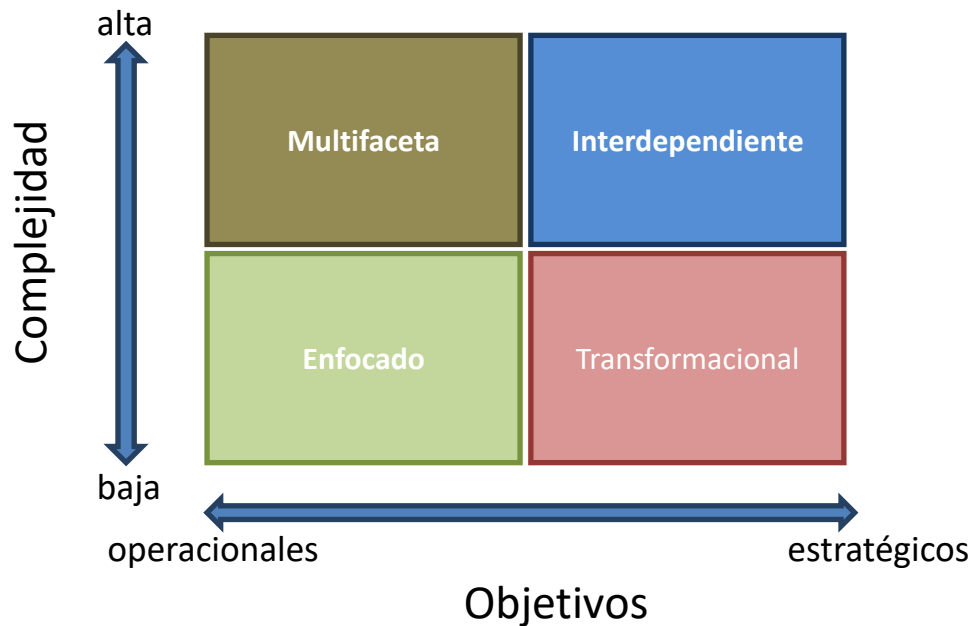 alta
Complejidad
Multifaceta
Interdependiente
Enfocado
Transformacional
baja
operacionales
estratégicos
Objetivos